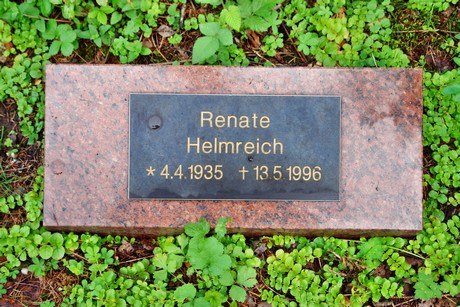 Renate
Helmreich
* 4.4.1935 † 13.5 1996